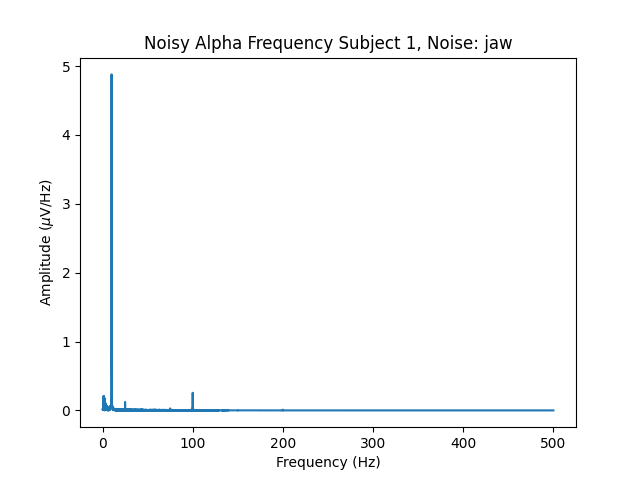 Noisy Alpha Frequency Subject 1, Noise: jaw
5
4
3
2
1
0
Amplitude (μV/Hz)
0 100 200 300 400 500
Frequency (Hz)